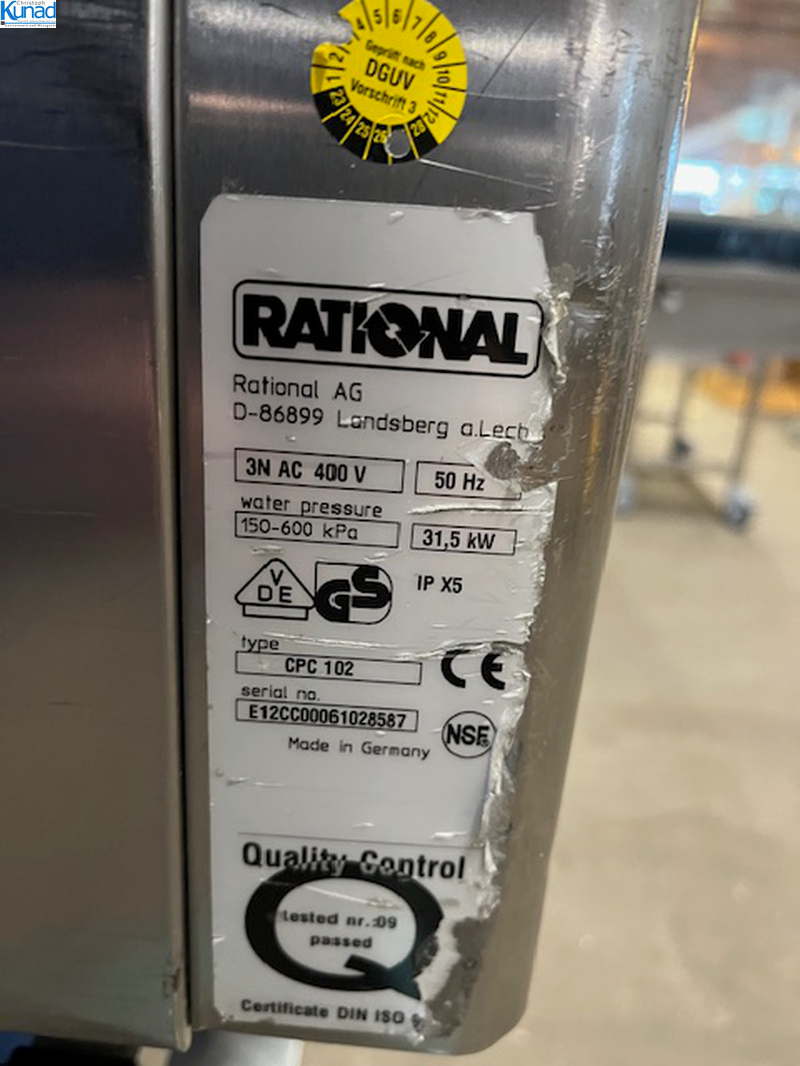 Christoph
Kunad
4 5 6 7 8 9 10 11 12
1 2
Geprüft nach
DGUV
Vorschrift 3
23 24 25 26 28
RATIONAL
Rational AG
D-86899 Landsberg a.Lech
3N AC 400 V 50 Hz
water pressure
150-600 kPa 31,5 kW
VDE GS IP X5
type
CPC 102 CE
serial no.
E12CC00061028587
NSF®
Made in Germany
Quality Control
tested nr.:09
passed
Certificate DIN ISO